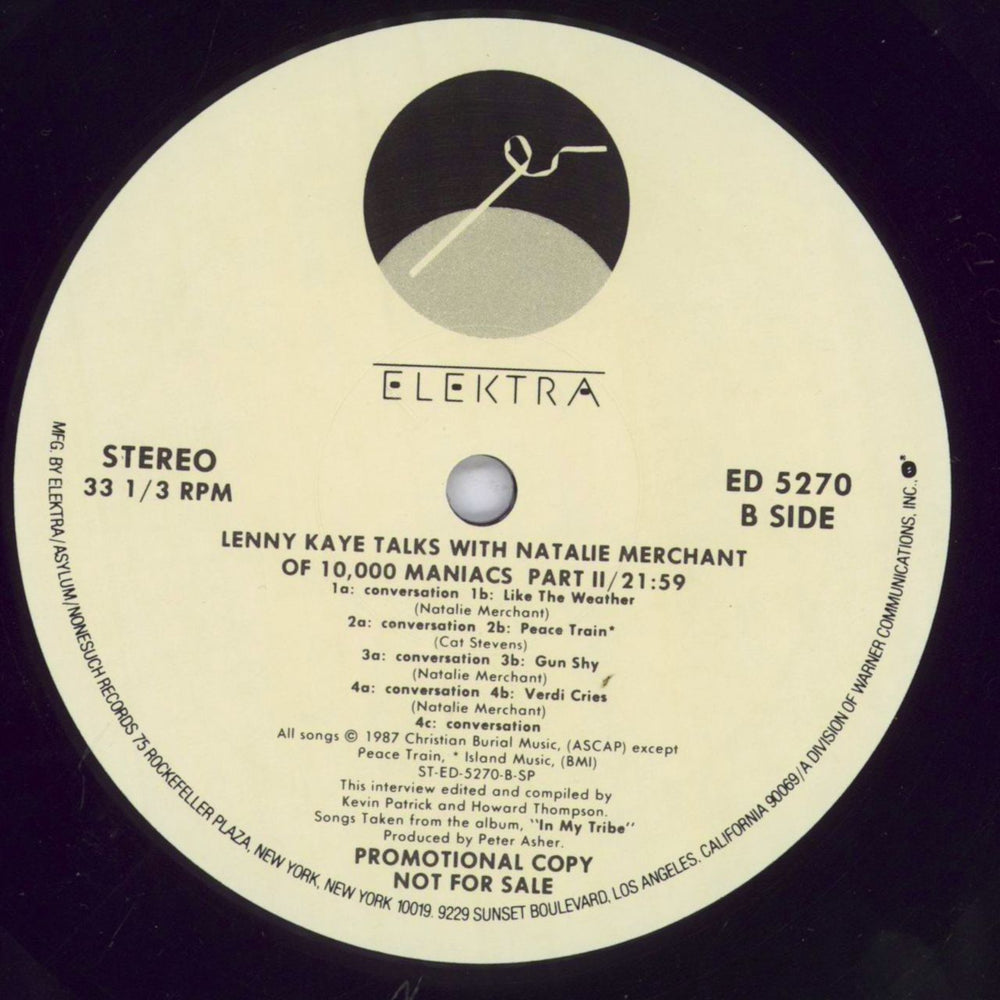 ELEKTRA
STEREO
33 1/3 RPM
ED 5270
B SIDE
LENNY KAYE TALKS WITH NATALIE MERCHANT
OF 10,000 MANIACS PART II/21:59
1a: conversation 1b: Like The Weather
(Natalie Merchant)
2a: conversation 2b: Peace Train*
(Cat Stevens)
3a: conversation 3b: Gun Shy
(Natalie Merchant)
4a: conversation 4b: Verdi Cries
(Natalie Merchant)
4c: conversation
All songs © 1987 Christian Burial Music, (ASCAP) except
Peace Train, * Island Music, (BMI)
ST-ED-5270-B-SP
This interview edited and compiled by
Kevin Patrick and Howard Thompson.
Songs Taken from the album, "In My Tribe"
Produced by Peter Asher.
PROMOTIONAL COPY
NOT FOR SALE
MFG. BY ELEKTRA/ASYLUM/NONESUCH RECORDS 75 ROCKEFELLER PLAZA, NEW YORK, NEW YORK 10019. 9229 SUNSET BOULEVARD, LOS ANGELES, CALIFORNIA 90069/A DIVISION OF WARNER COMMUNICATIONS, INC.,